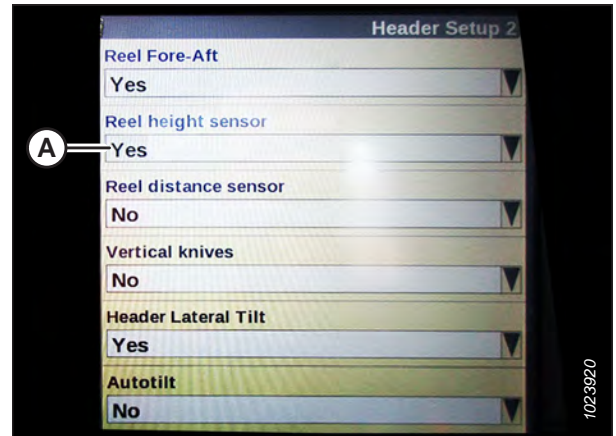 Header Setup 2
Reel Fore-Aft
Yes
Reel height sensor
A
Yes
Reel distance sensor
No
Vertical knives
No
Header Lateral Tilt
Yes
Autotilt
No
1023920